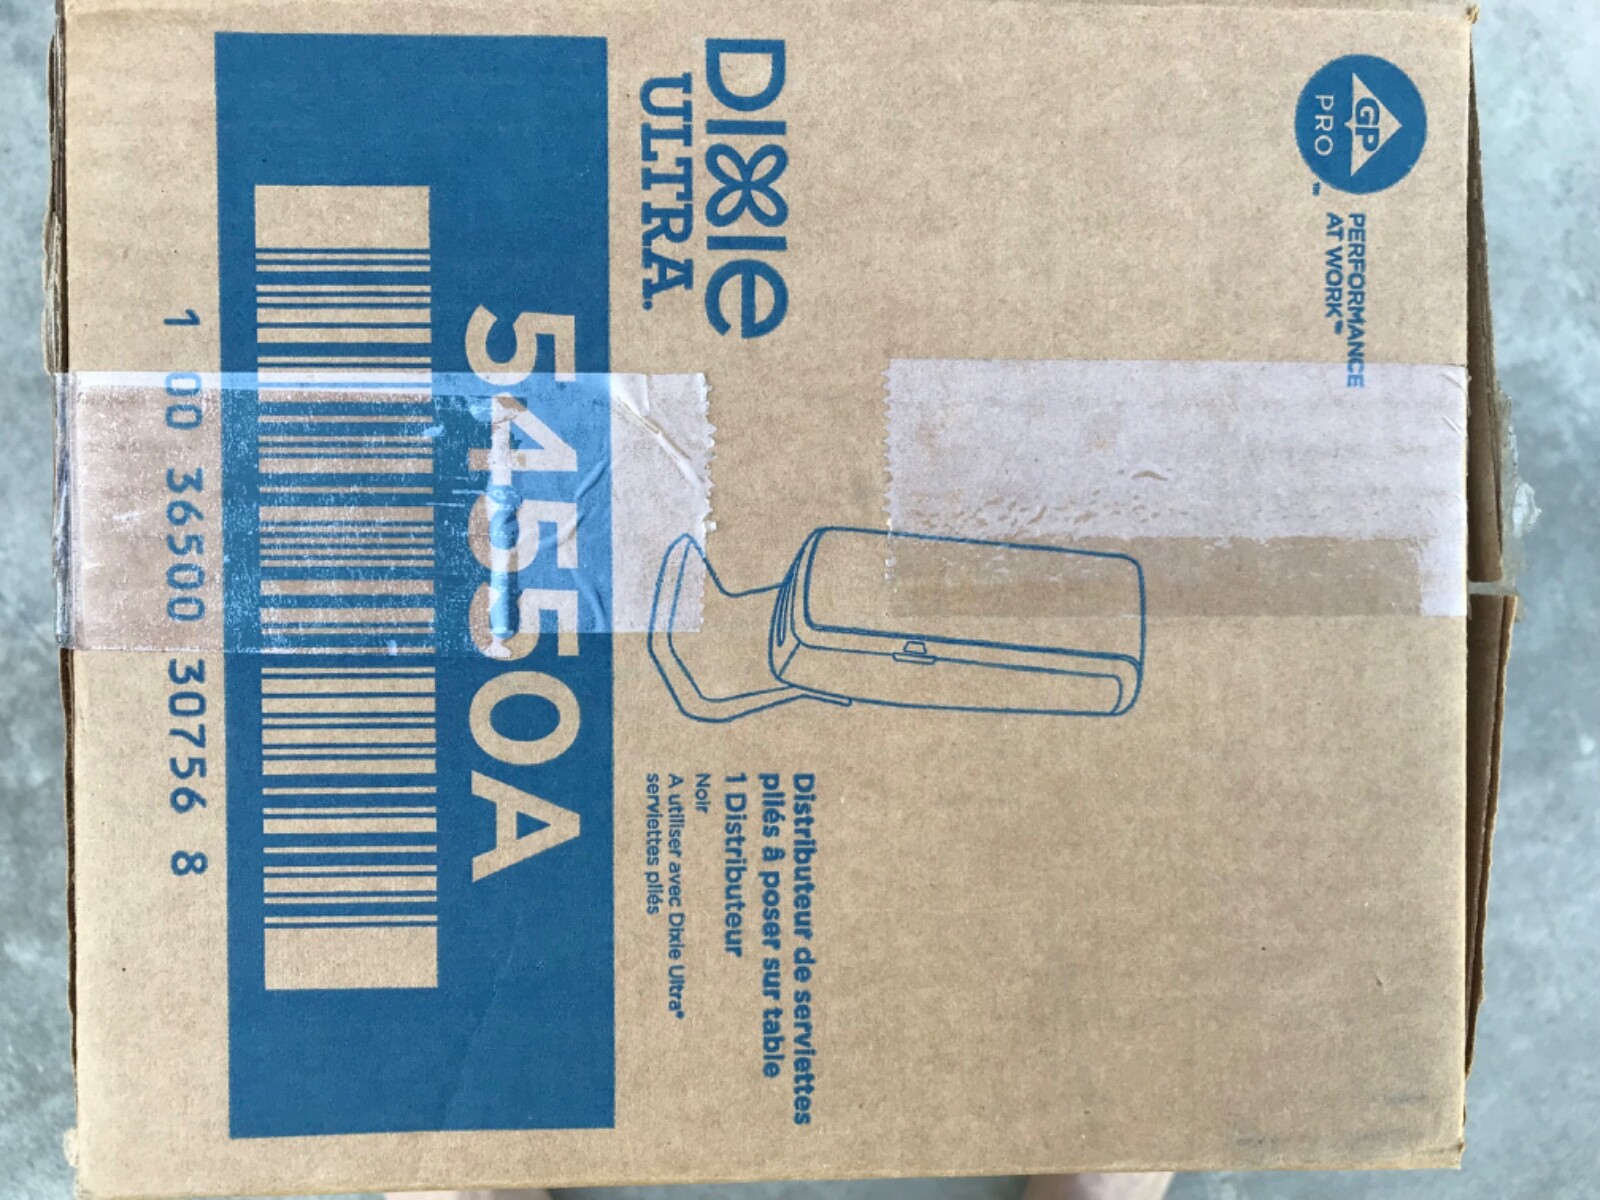 GP
PRO™
PERFORMANCE
AT WORK™
DIXIE
ULTRA®
Distributeur de serviettes
pliés à poser sur table
1 Distributeur
Noir
A utiliser avec Dixie Ultra®
serviettes pliés
54550A
1 00 36500 30756 8